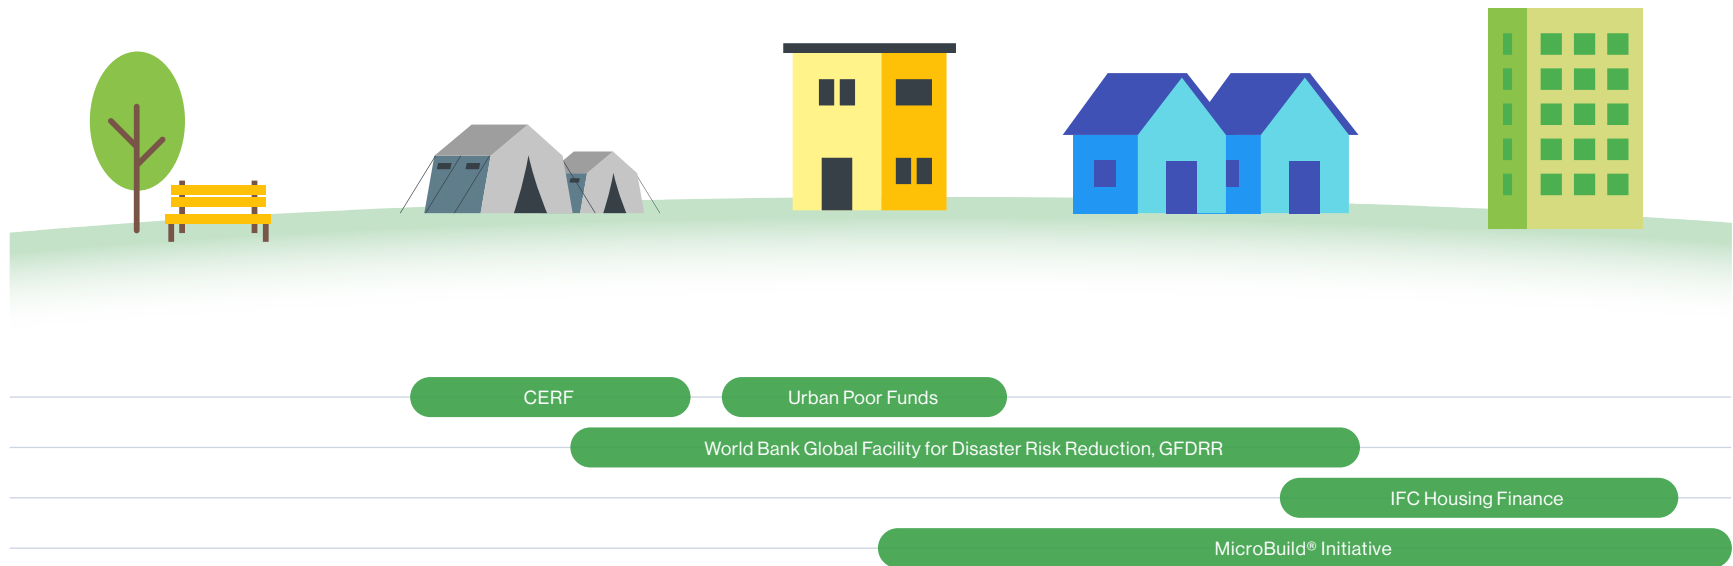 CERF
Urban Poor Funds
World Bank Global Facility for Disaster Risk Reduction, GFDRR
IFC Housing Finance
MicroBuild® Initiative